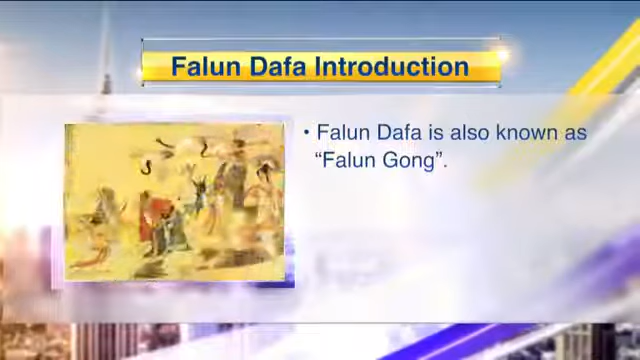 Falun Dafa Introduction
• Falun Dafa is also known as
“Falun Gong”.